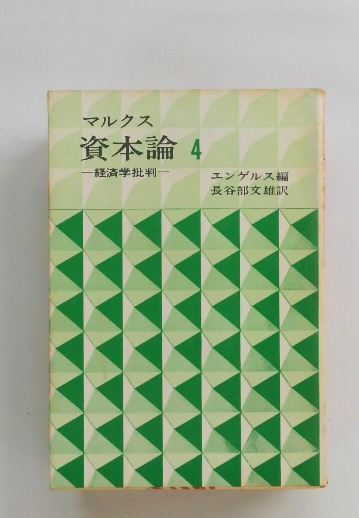 マルクス
資本論 4
―経済学批判―
エンゲルス編
長谷部文雄訳